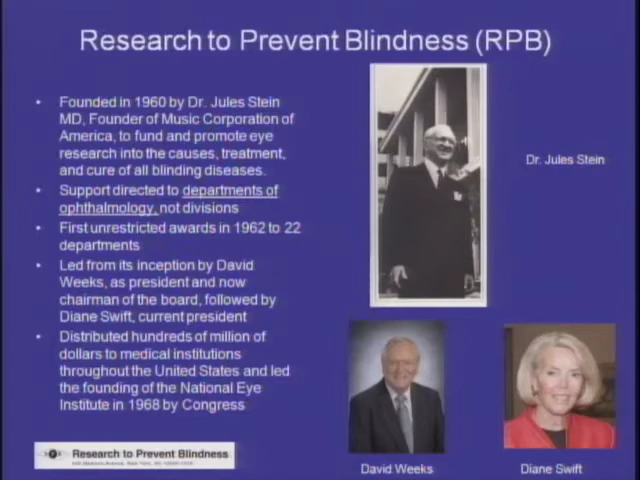 Research to Prevent Blindness (RPB)
• Founded in 1960 by Dr. Jules Stein
MD, Founder of Music Corporation of
America, to fund and promote eye
research into the causes, treatment,
and cure of all blinding diseases.
• Support directed to departments of
ophthalmology, not divisions
• First unrestricted awards in 1962 to 22
departments
• Led from its inception by David
Weeks, as president and now
chairman of the board, followed by
Diane Swift, current president
• Distributed hundreds of million of
dollars to medical institutions
throughout the United States and led
the founding of the National Eye
Institute in 1968 by Congress
Dr. Jules Stein
David Weeks
Diane Swift
Research to Prevent Blindness